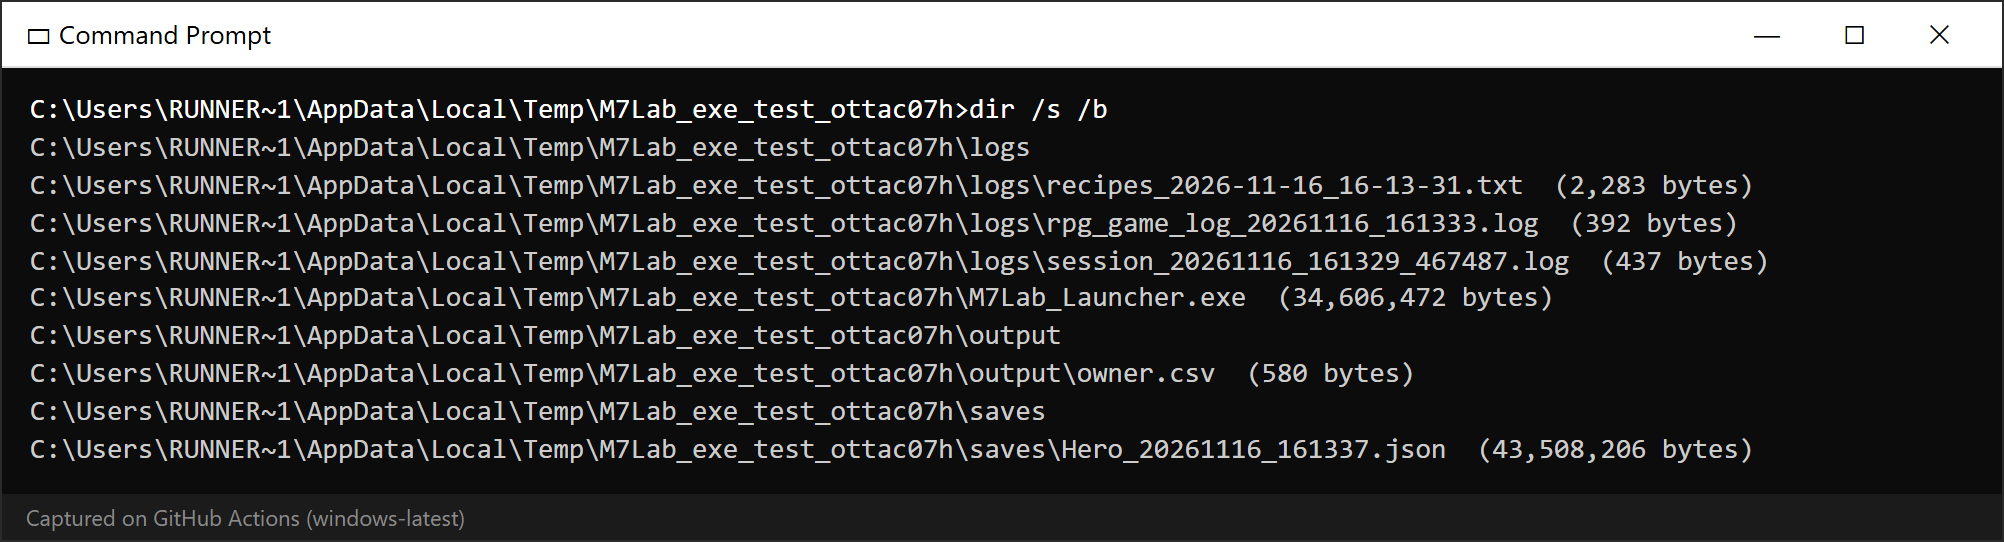 Command Prompt
C:\Users\RUNNER~1\AppData\Local\Temp\M7Lab_exe_test_ottac07h>dir /s /b
C:\Users\RUNNER~1\AppData\Local\Temp\M7Lab_exe_test_ottac07h\logs
C:\Users\RUNNER~1\AppData\Local\Temp\M7Lab_exe_test_ottac07h\logs\recipes_2026-11-16_16-13-31.txt  (2,283 bytes)
C:\Users\RUNNER~1\AppData\Local\Temp\M7Lab_exe_test_ottac07h\logs\rpg_game_log_20261116_161333.log  (392 bytes)
C:\Users\RUNNER~1\AppData\Local\Temp\M7Lab_exe_test_ottac07h\logs\session_20261116_161329_467487.log  (437 bytes)
C:\Users\RUNNER~1\AppData\Local\Temp\M7Lab_exe_test_ottac07h\M7Lab_Launcher.exe  (34,606,472 bytes)
C:\Users\RUNNER~1\AppData\Local\Temp\M7Lab_exe_test_ottac07h\output
C:\Users\RUNNER~1\AppData\Local\Temp\M7Lab_exe_test_ottac07h\output\owner.csv  (580 bytes)
C:\Users\RUNNER~1\AppData\Local\Temp\M7Lab_exe_test_ottac07h\saves
C:\Users\RUNNER~1\AppData\Local\Temp\M7Lab_exe_test_ottac07h\saves\Hero_20261116_161337.json  (43,508,206 bytes)
Captured on GitHub Actions (windows-latest)